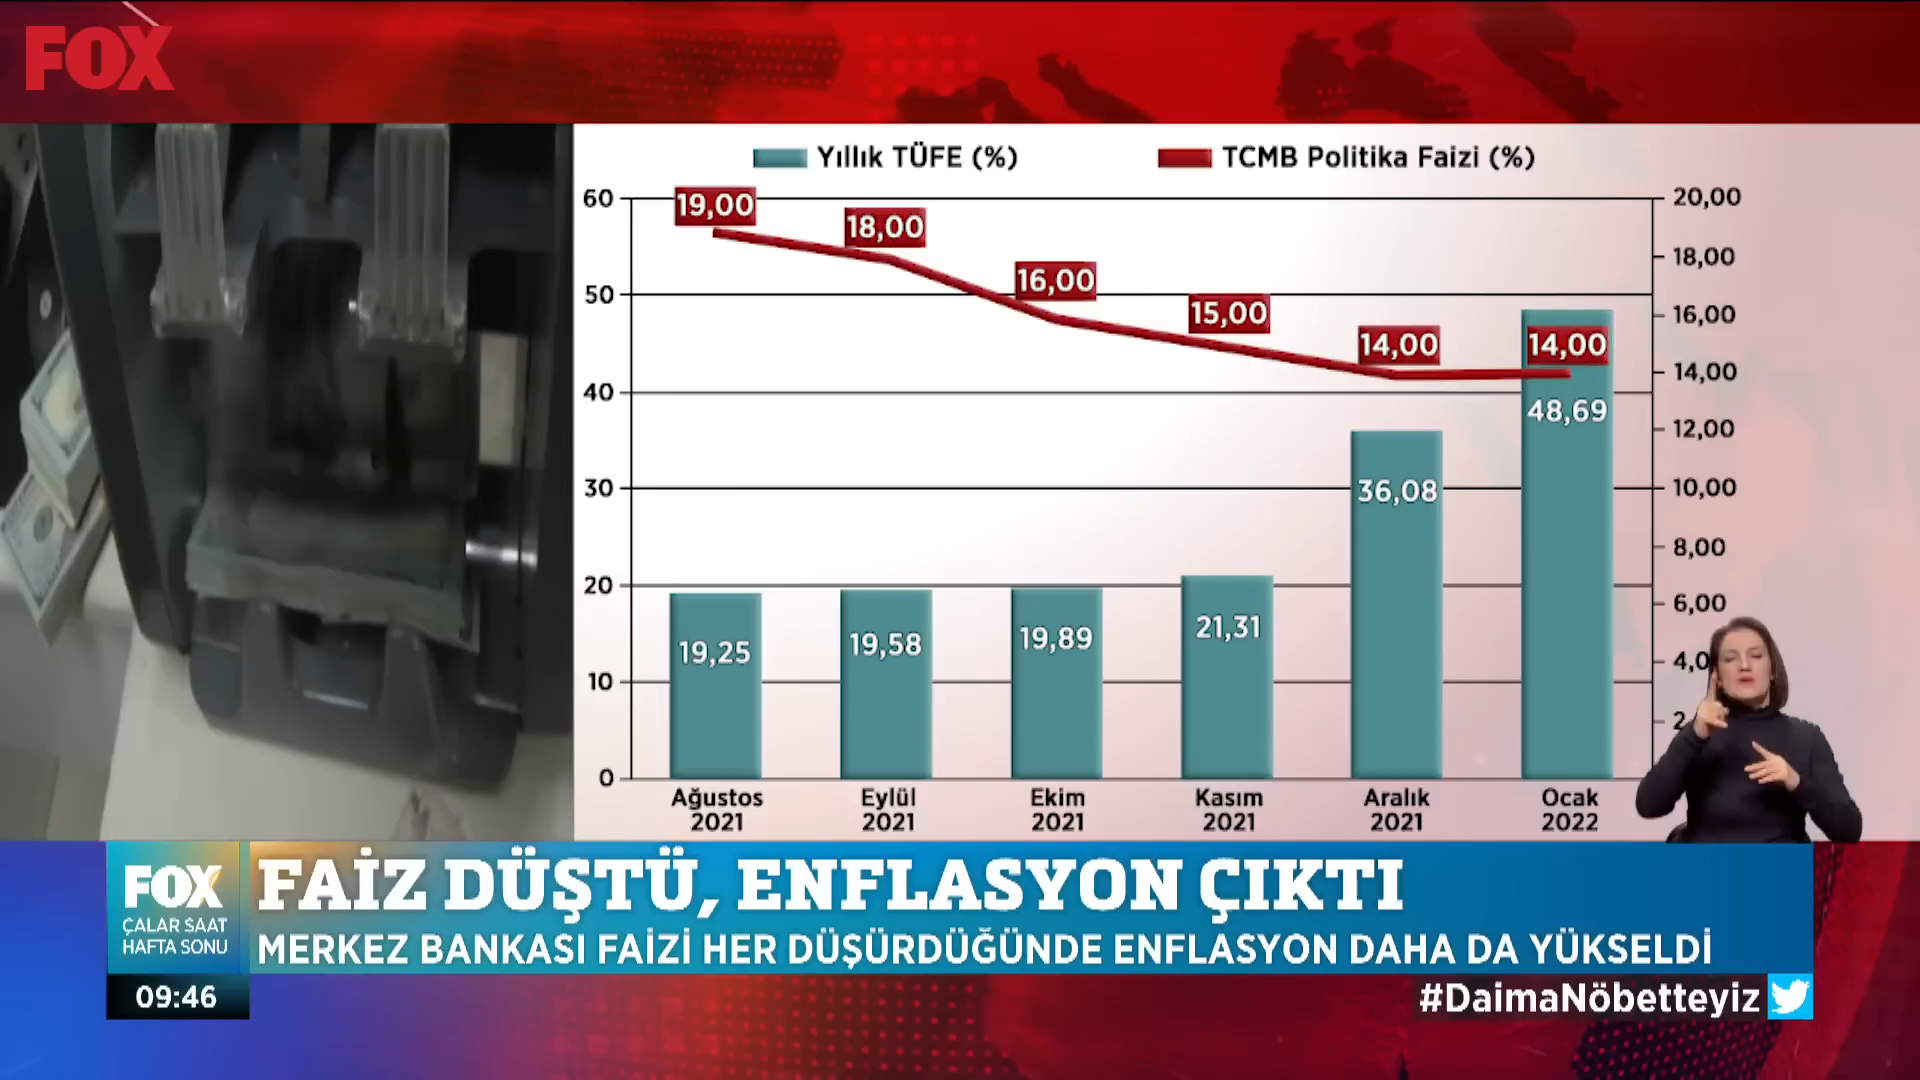 FOX
Yıllık TÜFE (%)
TCMB Politika Faizi (%)
60
50
40
30
20
10
0
19,00
18,00
16,00
15,00
14,00
14,00
19,25
19,58
19,89
21,31
36,08
48,69
20,00
18,00
16,00
14,00
12,00
10,00
8,00
6,00
4,0
2
Ağustos
2021
Eylül
2021
Ekim
2021
Kasım
2021
Aralık
2021
Ocak
2022
FOX
ÇALAR SAAT
HAFTA SONU
09:46
FAİZ DÜŞTÜ, ENFLASYON ÇIKTI
MERKEZ BANKASI FAİZİ HER DÜŞÜRDÜĞÜNDE ENFLASYON DAHA DA YÜKSELDİ
#DaimaNöbetteyiz